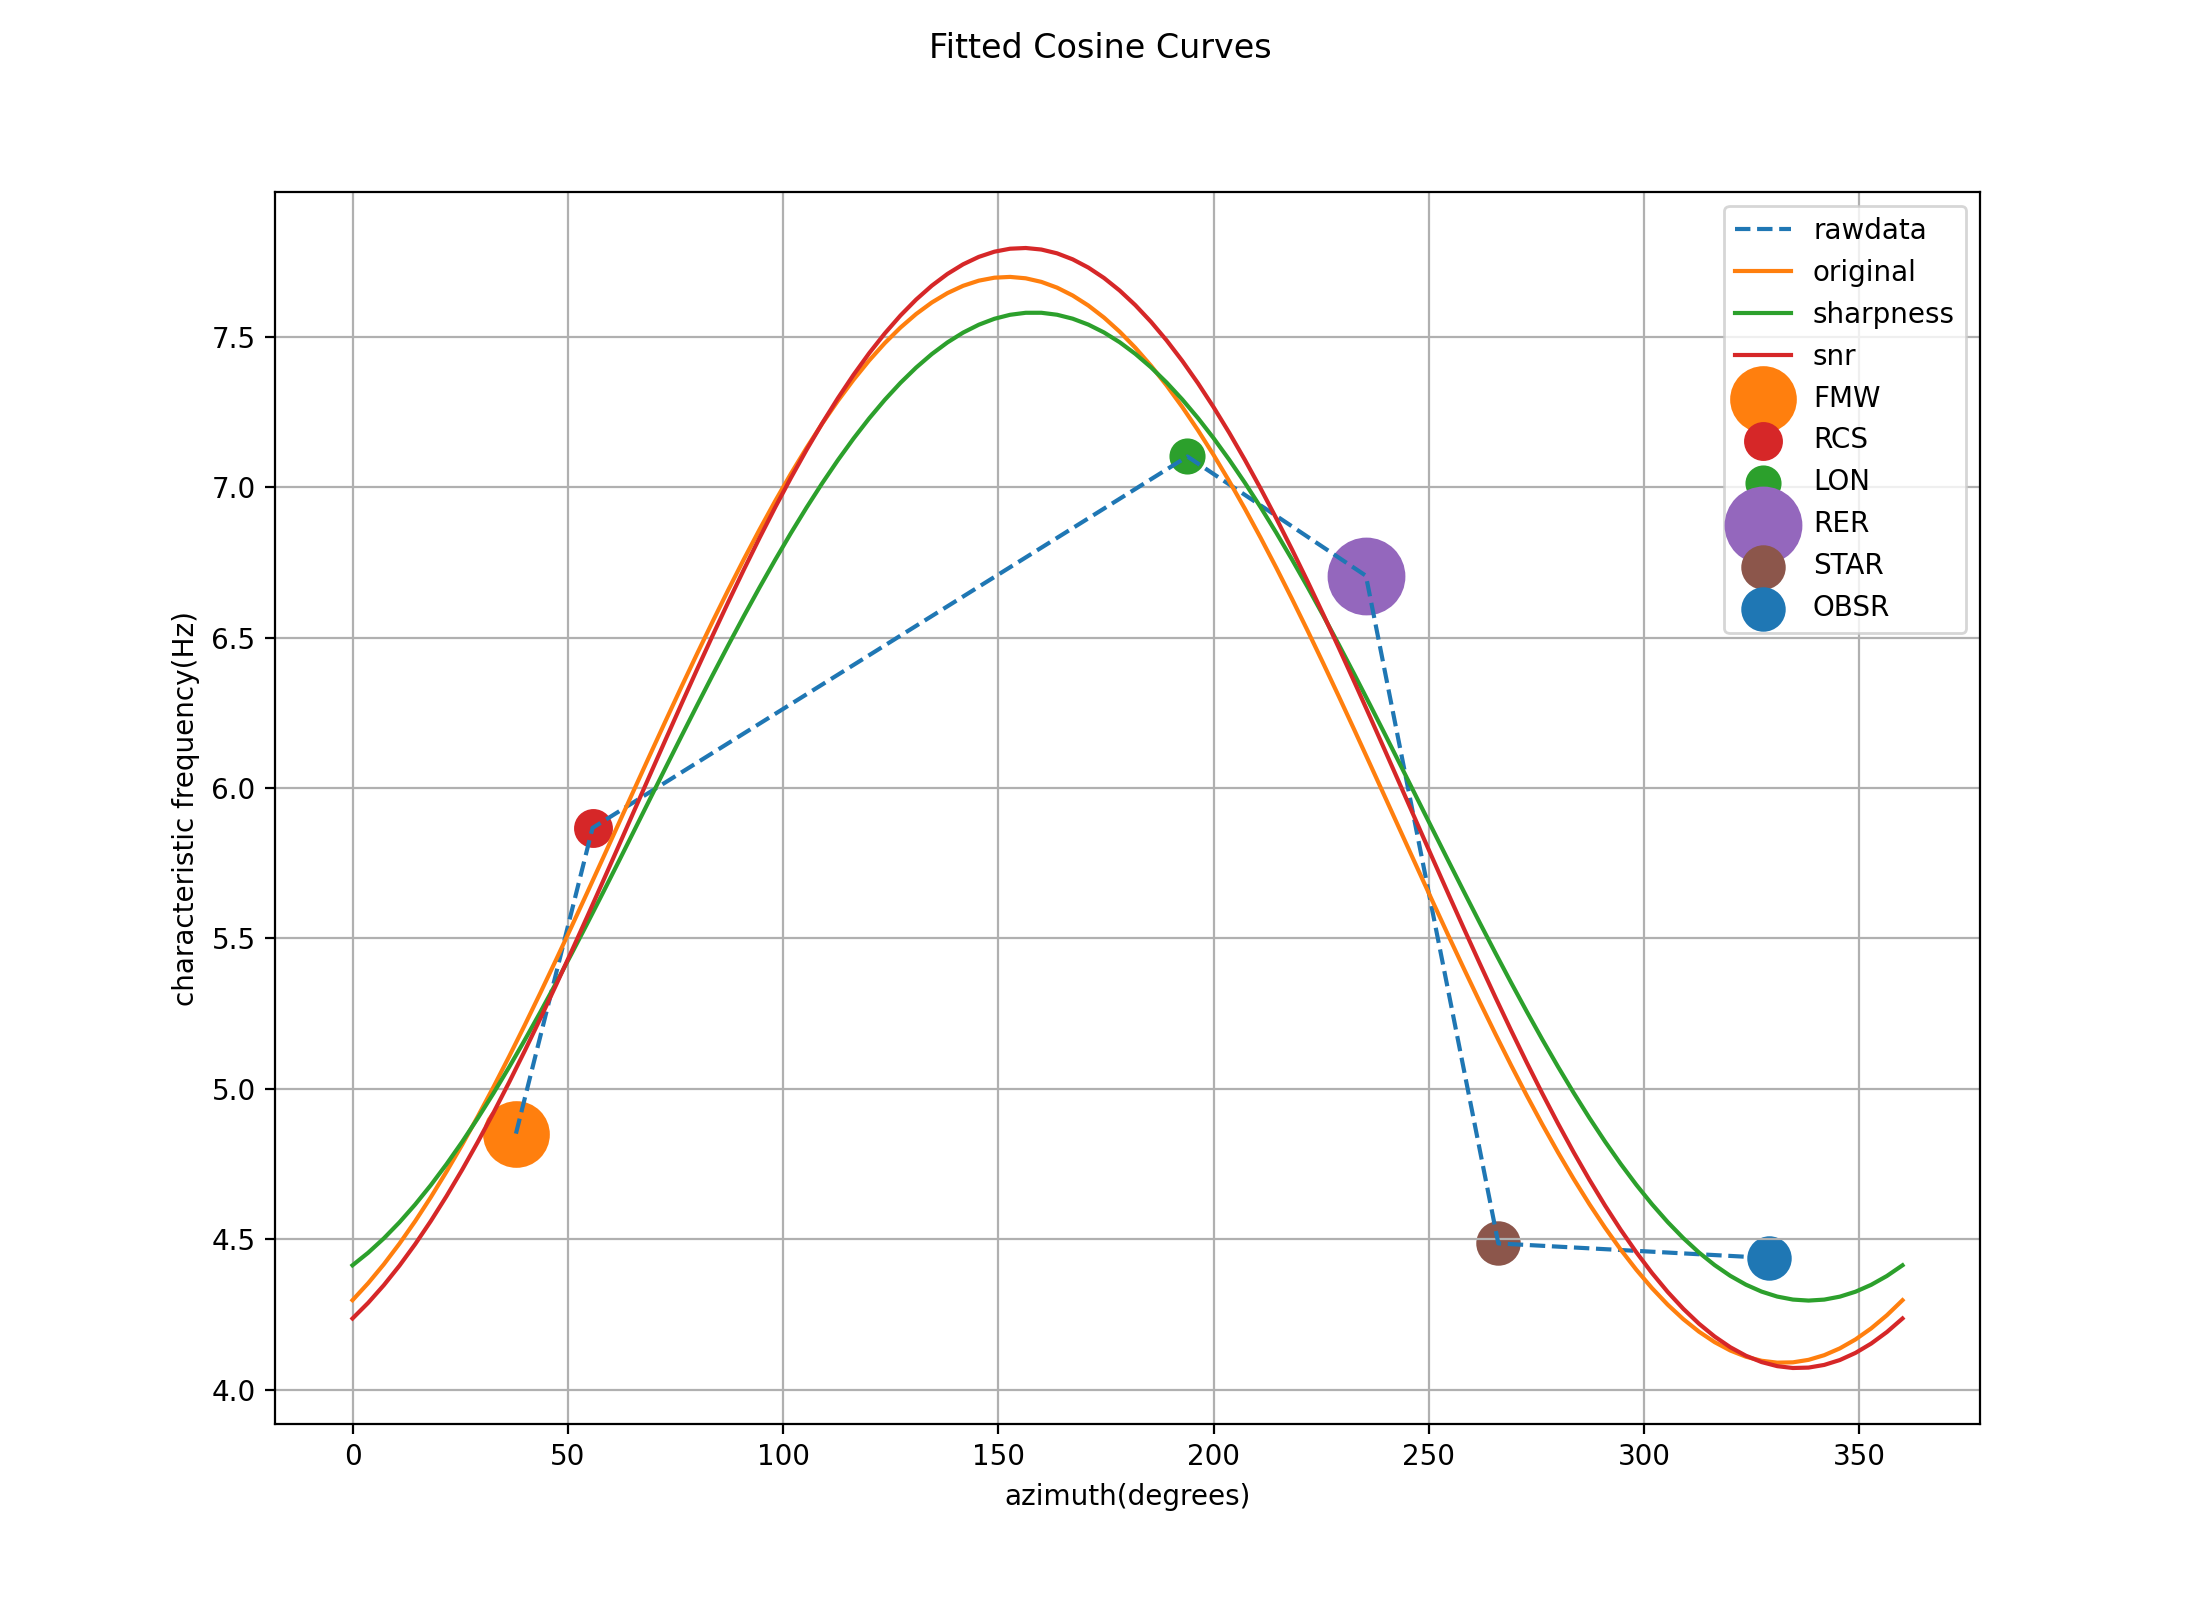 Fitted Cosine Curves
characteristic frequency(Hz)
7.5
7.0
6.5
6.0
5.5
5.0
4.5
4.0
rawdata
original
sharpness
snr
FMW
RCS
LON
RER
STAR
OBSR
0 50 100 150 200 250 300 350
azimuth(degrees)